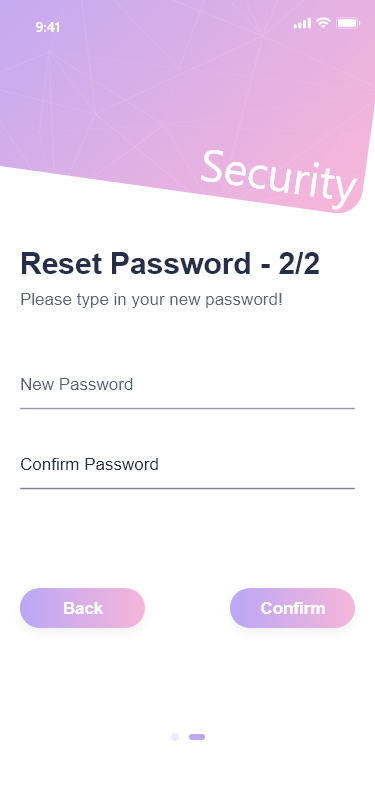 9:41
Security
Reset Password - 2/2
Please type in your new password!
New Password
Confirm Password
Back
Confirm